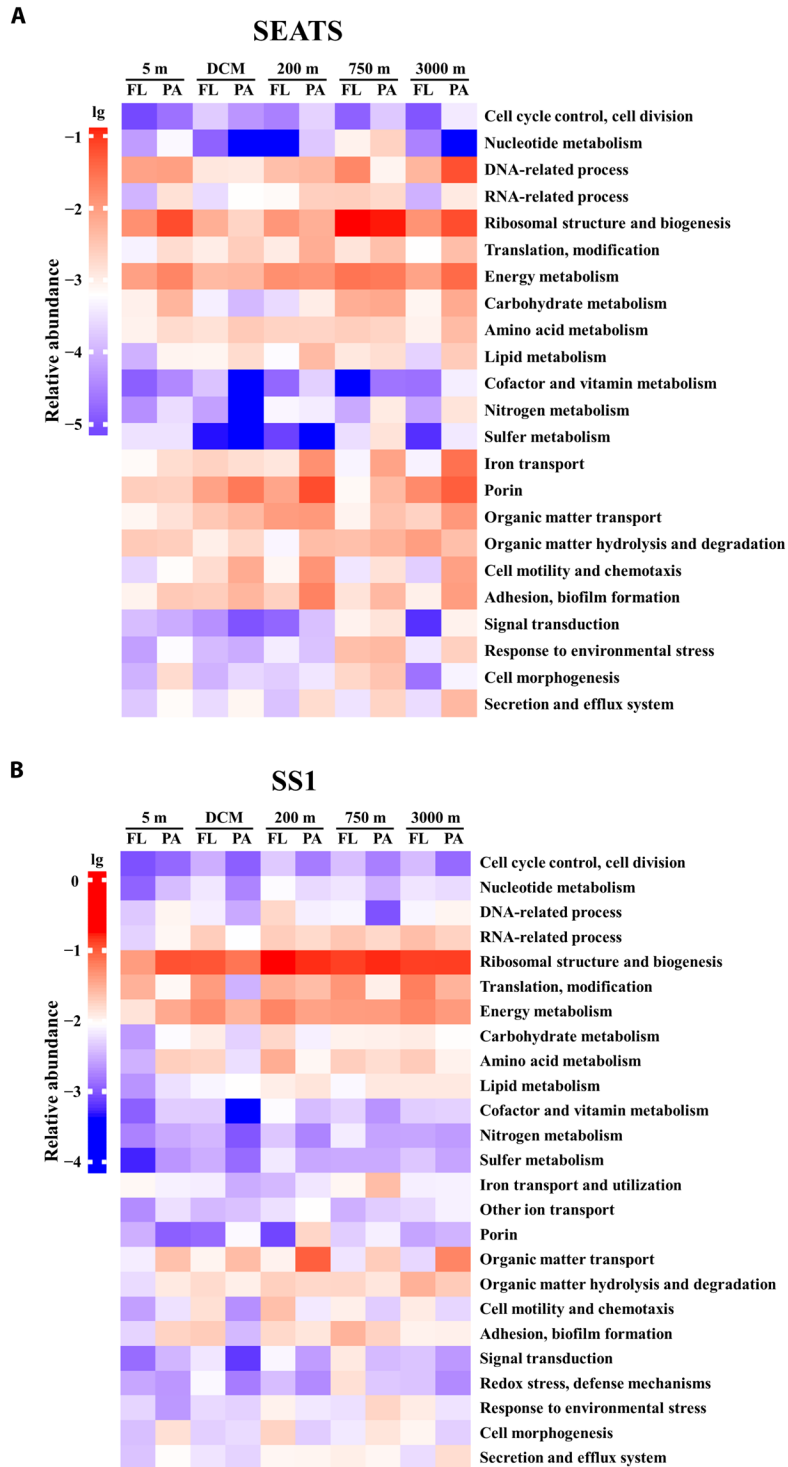 A
SEATS
5 m DCM 200 m 750 m 3000 m
FL PA FL PA FL PA FL PA FL PA
lg
−1
−2
−3
−4
−5
Relative abundance
Cell cycle control, cell division
Nucleotide metabolism
DNA-related process
RNA-related process
Ribosomal structure and biogenesis
Translation, modification
Energy metabolism
Carbohydrate metabolism
Amino acid metabolism
Lipid metabolism
Cofactor and vitamin metabolism
Nitrogen metabolism
Sulfer metabolism
Iron transport
Porin
Organic matter transport
Organic matter hydrolysis and degradation
Cell motility and chemotaxis
Adhesion, biofilm formation
Signal transduction
Response to environmental stress
Cell morphogenesis
Secretion and efflux system
B
SS1
5 m DCM 200 m 750 m 3000 m
FL PA FL PA FL PA FL PA FL PA
lg
0
−1
−2
−3
−4
Relative abundance
Cell cycle control, cell division
Nucleotide metabolism
DNA-related process
RNA-related process
Ribosomal structure and biogenesis
Translation, modification
Energy metabolism
Carbohydrate metabolism
Amino acid metabolism
Lipid metabolism
Cofactor and vitamin metabolism
Nitrogen metabolism
Sulfer metabolism
Iron transport and utilization
Other ion transport
Porin
Organic matter transport
Organic matter hydrolysis and degradation
Cell motility and chemotaxis
Adhesion, biofilm formation
Signal transduction
Redox stress, defense mechanisms
Response to environmental stress
Cell morphogenesis
Secretion and efflux system